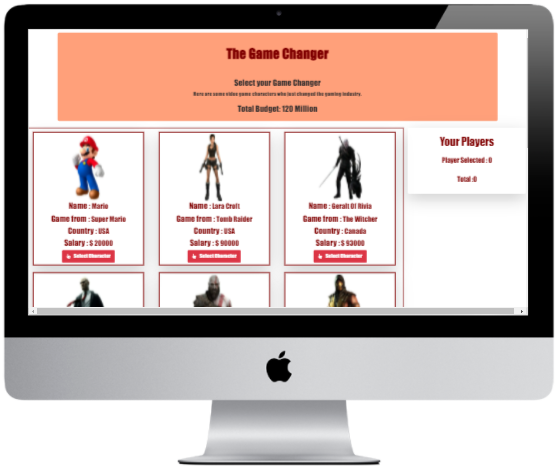 The Game Changer
Select your Game Changer
Here are some video game characters who just changed the gaming industry.
Total Budget: 120 Million
Your Players
Player Selected : 0
Total :0
Name : Mario
Game from : Super Mario
Country : USA
Salary : $ 20000
Select Character
Name : Lara Croft
Game from : Tomb Raider
Country : USA
Salary : $ 90000
Select Character
Name : Geralt Of Rivia
Game from : The Witcher
Country : Canada
Salary : $ 93000
Select Character